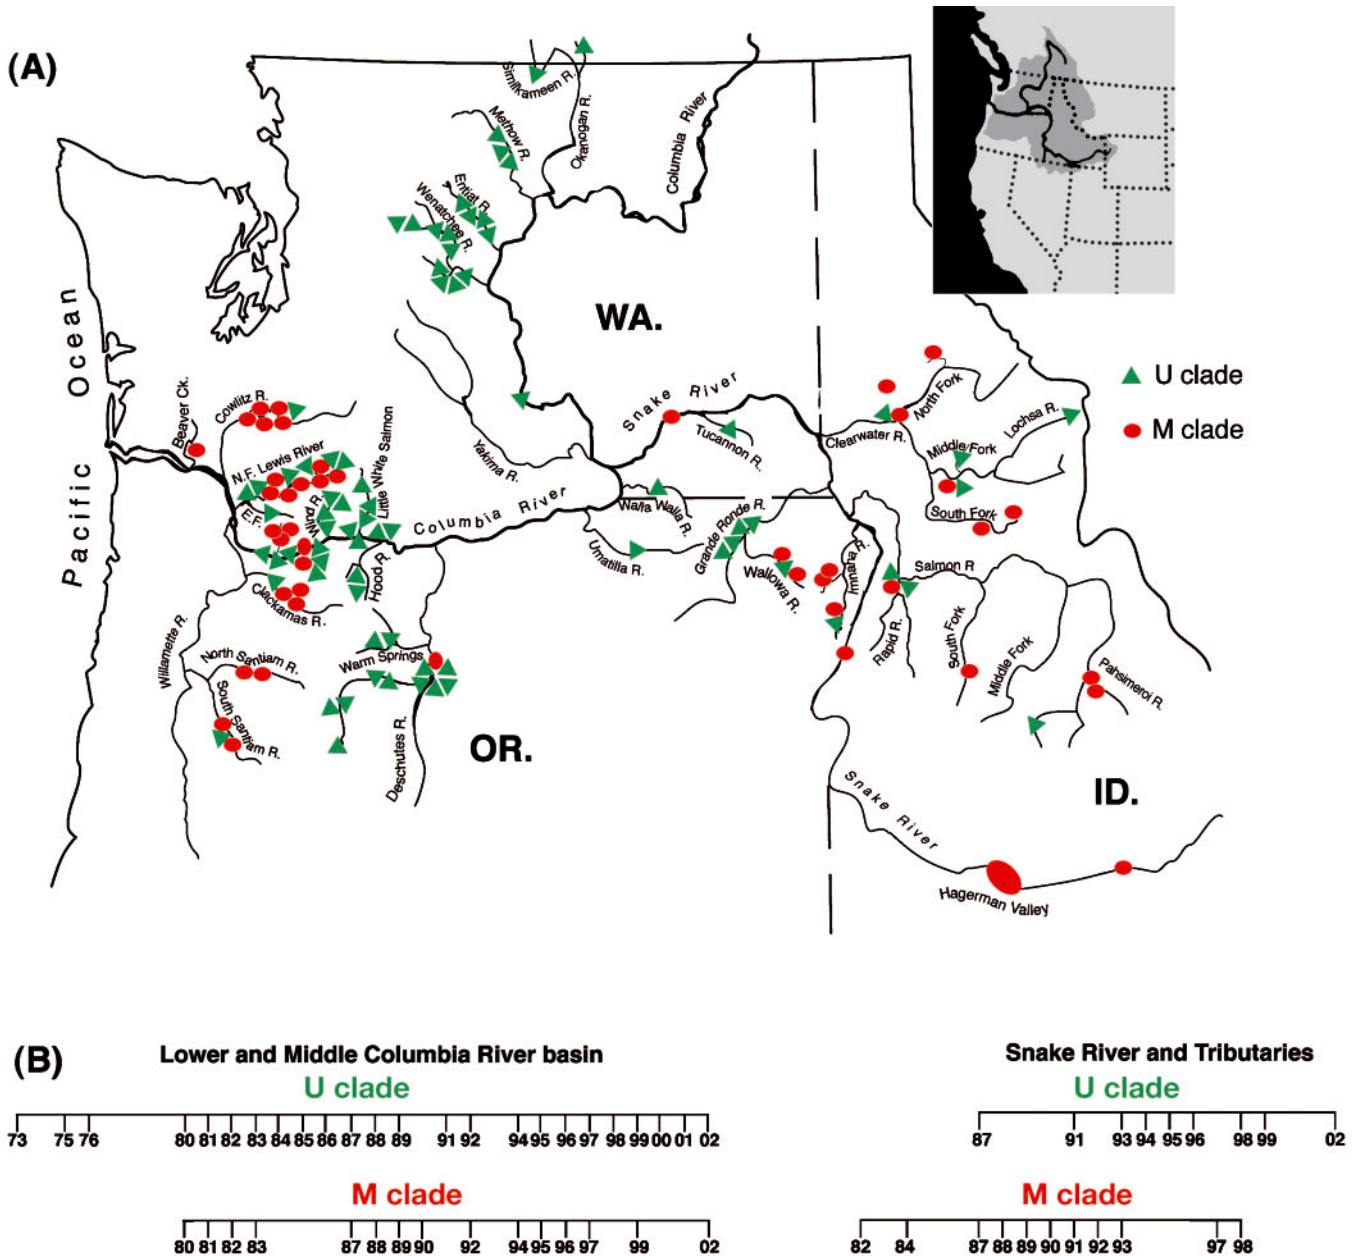 (A)
Similkameen R.
Okanogan R.
Methow R.
Columbia River
Entiat R.
Wenatchee R.
WA.
Pacific Ocean
U clade
M clade
Beaver Ck.
Cowlitz R.
N.F. Lewis River
E.F.
Wind R.
Little White Salmon
Yakima R.
Snake River
Tucannon R.
Clearwater R.
North Fork
Middle Fork
Lochsa R.
South Fork
Columbia River
Walla Walla R.
Umatilla R.
Grande Ronde R.
Wallowa R.
Imnaha R.
Salmon R
Rapid R.
South Fork
Middle Fork
Pahsimeroi R.
Hood R.
Clackamas R.
Willamette R.
North Santiam R.
South Santiam R.
Warm Springs
Deschutes R.
OR.
ID.
Snake River
Hagerman Valley
(B)
Lower and Middle Columbia River basin
U clade
73 75 76 80 81 82 83 84 85 86 87 88 89 91 92 94 95 96 97 98 99 00 01 02
M clade
80 81 82 83 87 88 89 90 92 94 95 96 97 99 02
Snake River and Tributaries
U clade
87 91 93 94 95 96 98 99 02
M clade
82 84 87 88 89 90 91 92 93 97 98